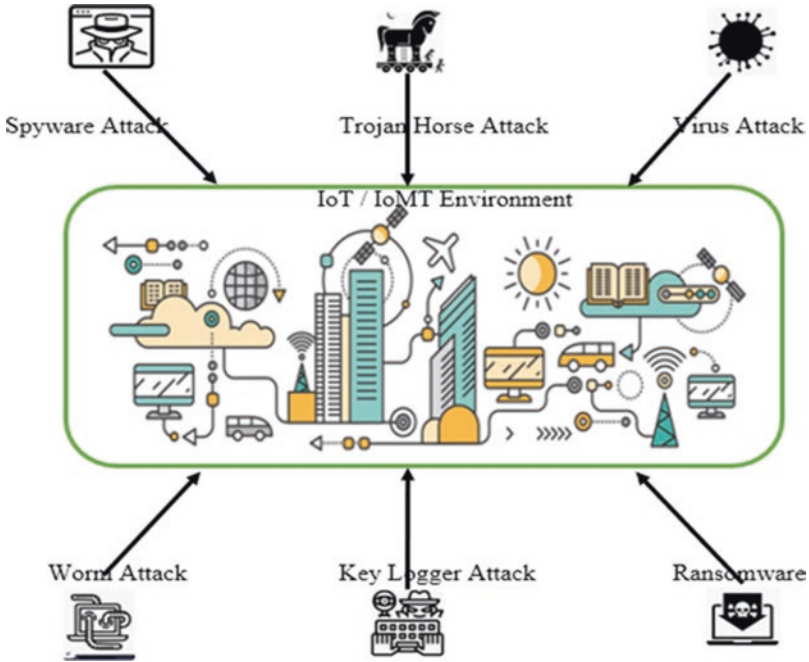 Spyware Attack
Trojan Horse Attack
Virus Attack
IoT / IoMT Environment
Worm Attack
Key Logger Attack
Ransomware